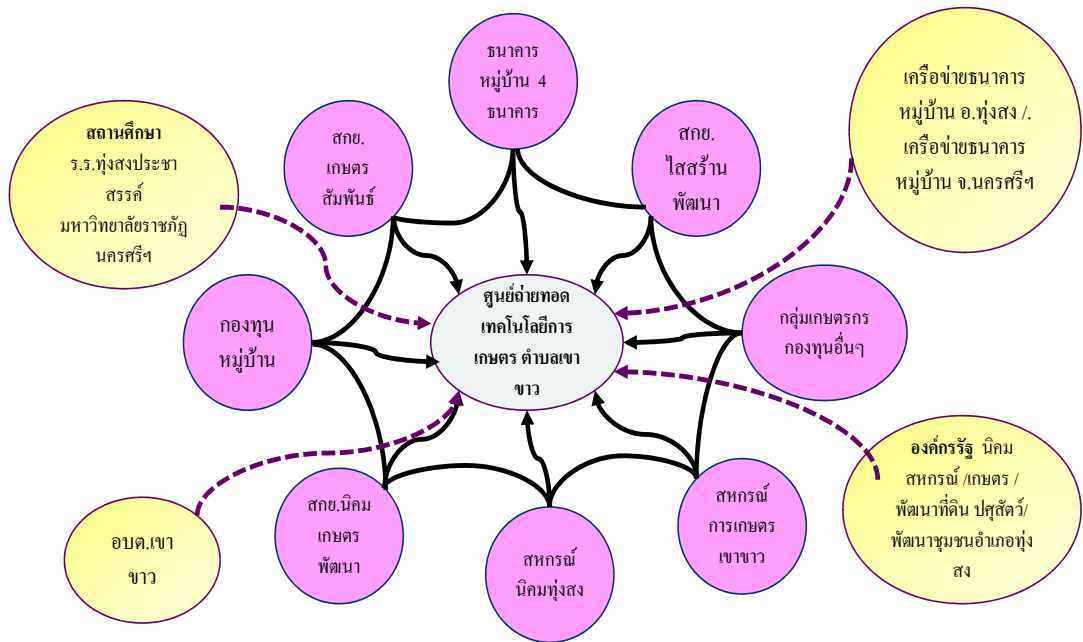 ธนาคาร
หมู่บ้าน 4
ธนาคาร
เครือข่ายธนาคาร
หมู่บ้าน อ.ทุ่งสง /.
เครือข่ายธนาคาร
หมู่บ้าน จ.นครศรีฯ
สถานศึกษา
ร.ร.ทุ่งสงประชา
สรรค์
มหาวิทยาลัยราชภัฏ
นครศรีฯ
สกย.
เกษตร
สัมพันธ์
สกย.
ไสสร้าน
พัฒนา
ศูนย์ถ่ายทอด
เทคโนโลยีการ
เกษตร ตำบลเขา
ขาว
กองทุน
หมู่บ้าน
กลุ่มเกษตรกร
กองทุนอื่นๆ
องค์กรรัฐ นิคม
สหกรณ์ /เกษตร /
พัฒนาที่ดิน ปศุสัตว์/
พัฒนาชุมชนอำเภอทุ่ง
สง
อบต.เขา
ขาว
สกย.นิคม
เกษตร
พัฒนา
สหกรณ์
นิคมทุ่งสง
สหกรณ์
การเกษตร
เขาขาว